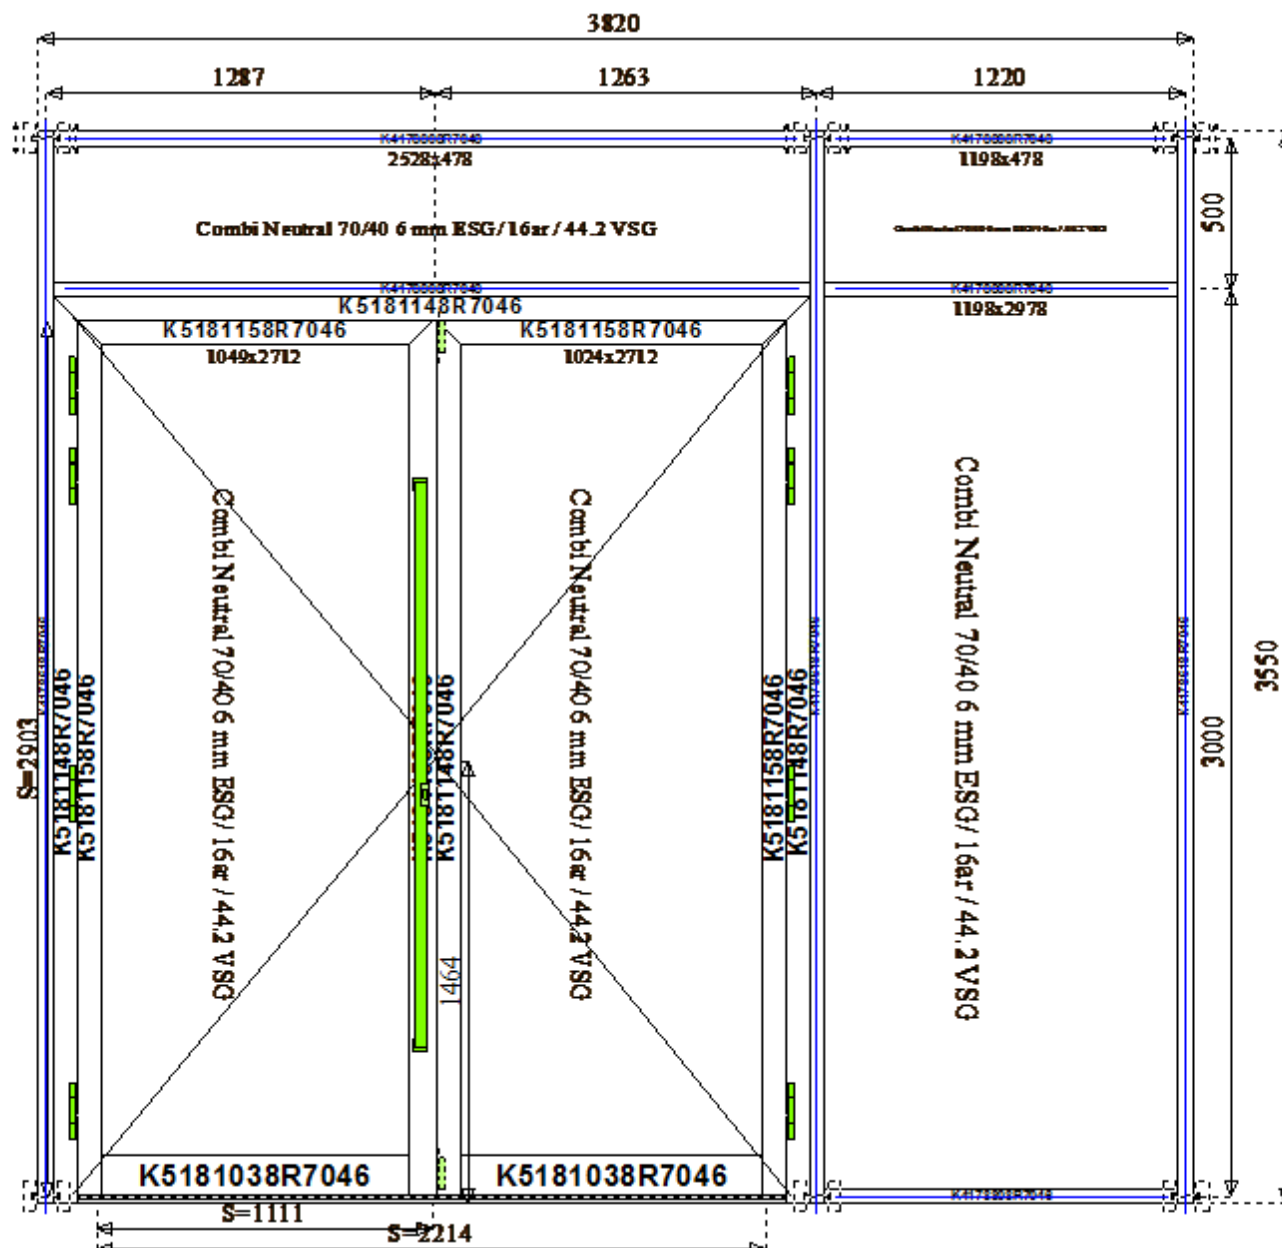 3820
1287
1263
1220
2528x478
1198x478
Combi Neutral 70/40 6 mm ESG/ 16ar / 44.2 VSG
500
K5181148R7046
1198x2978
K5181158R7046
K5181158R7046
1049x2712
1024x2712
Combi Neutral 70/40 6 mm ESG/ 16ar / 44.2 VSG
Combi Neutral 70/40 6 mm ESG/ 16ar / 44.2 VSG
Combi Neutral 70/40 6 mm ESG/ 16ar / 44.2 VSG
S=2903
K5181148R7046
K5181158R7046
K5181148R7046
K5181158R7046
K5181148R7046
3000
3550
1464
K5181038R7046
K5181038R7046
S=1111
S=2214